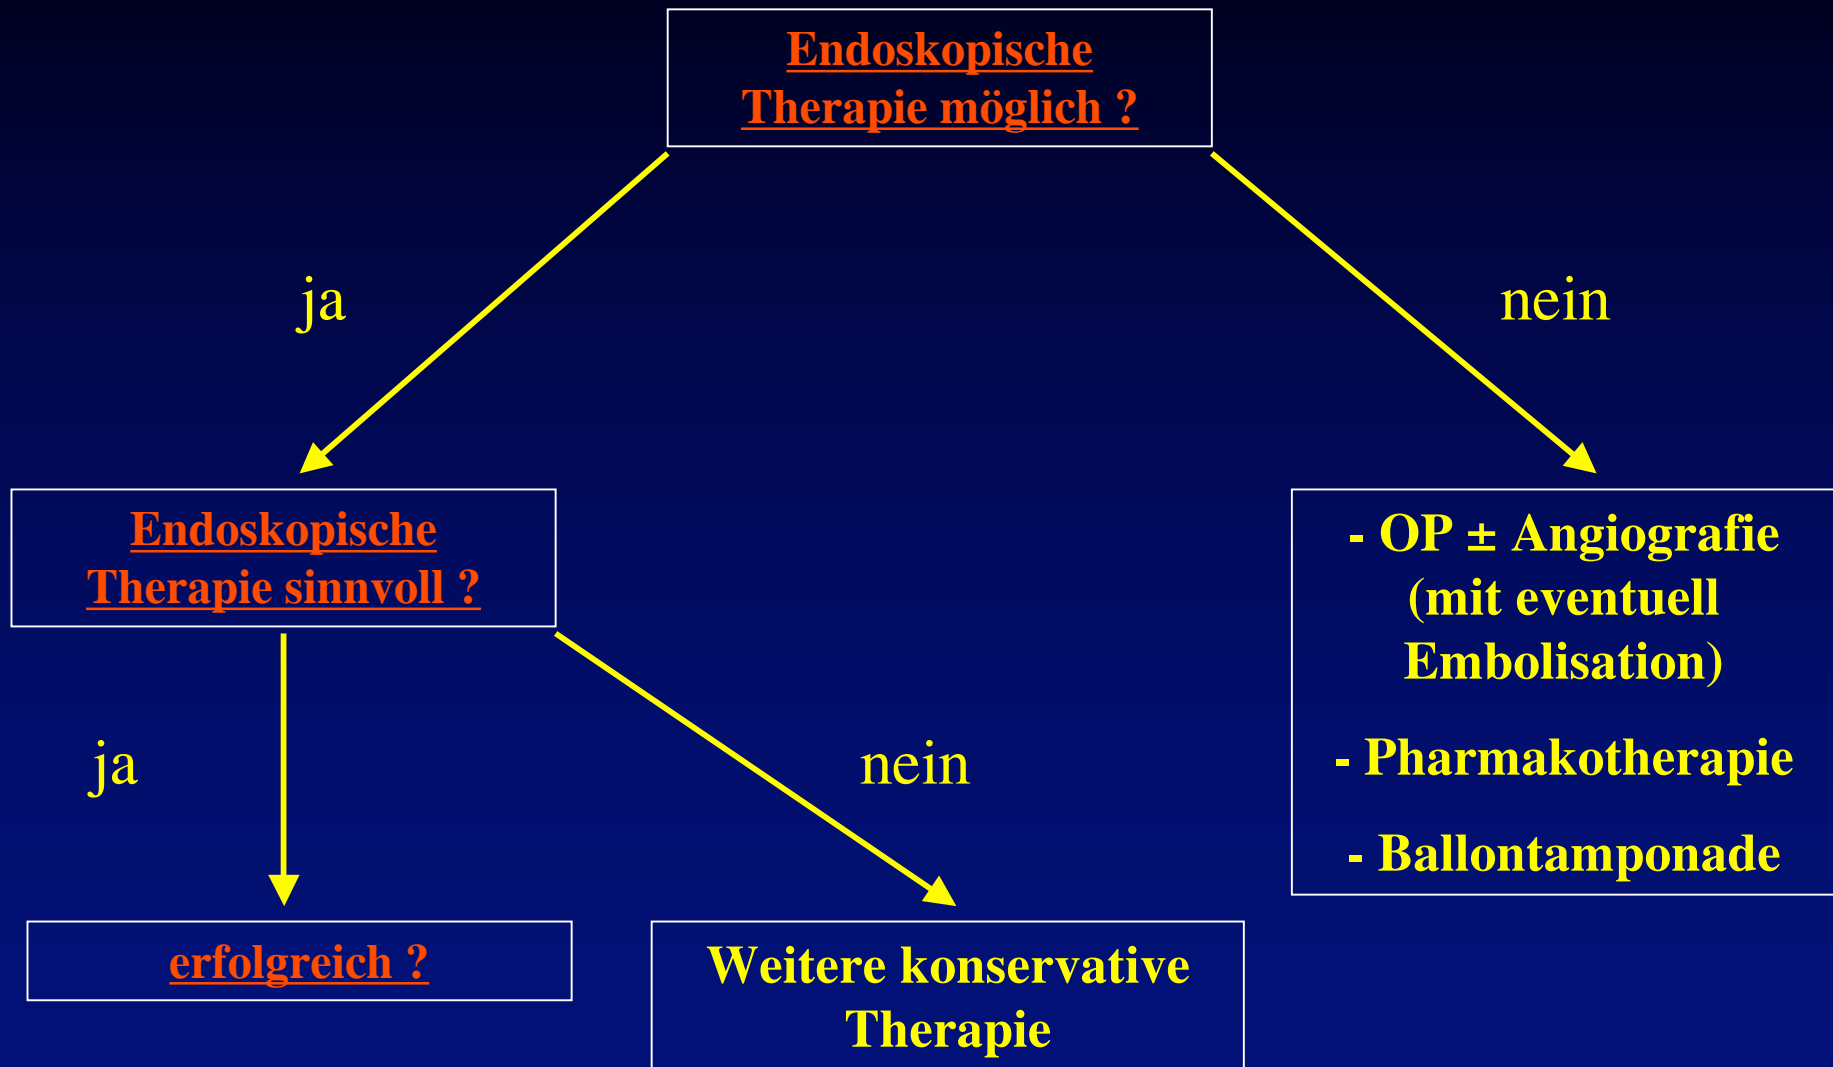 Endoskopische
Therapie möglich ?
ja
nein
Endoskopische
Therapie sinnvoll ?
- OP ± Angiografie
(mit eventuell
Embolisation)
- Pharmakotherapie
- Ballontamponade
ja
nein
erfolgreich ?
Weitere konservative
Therapie